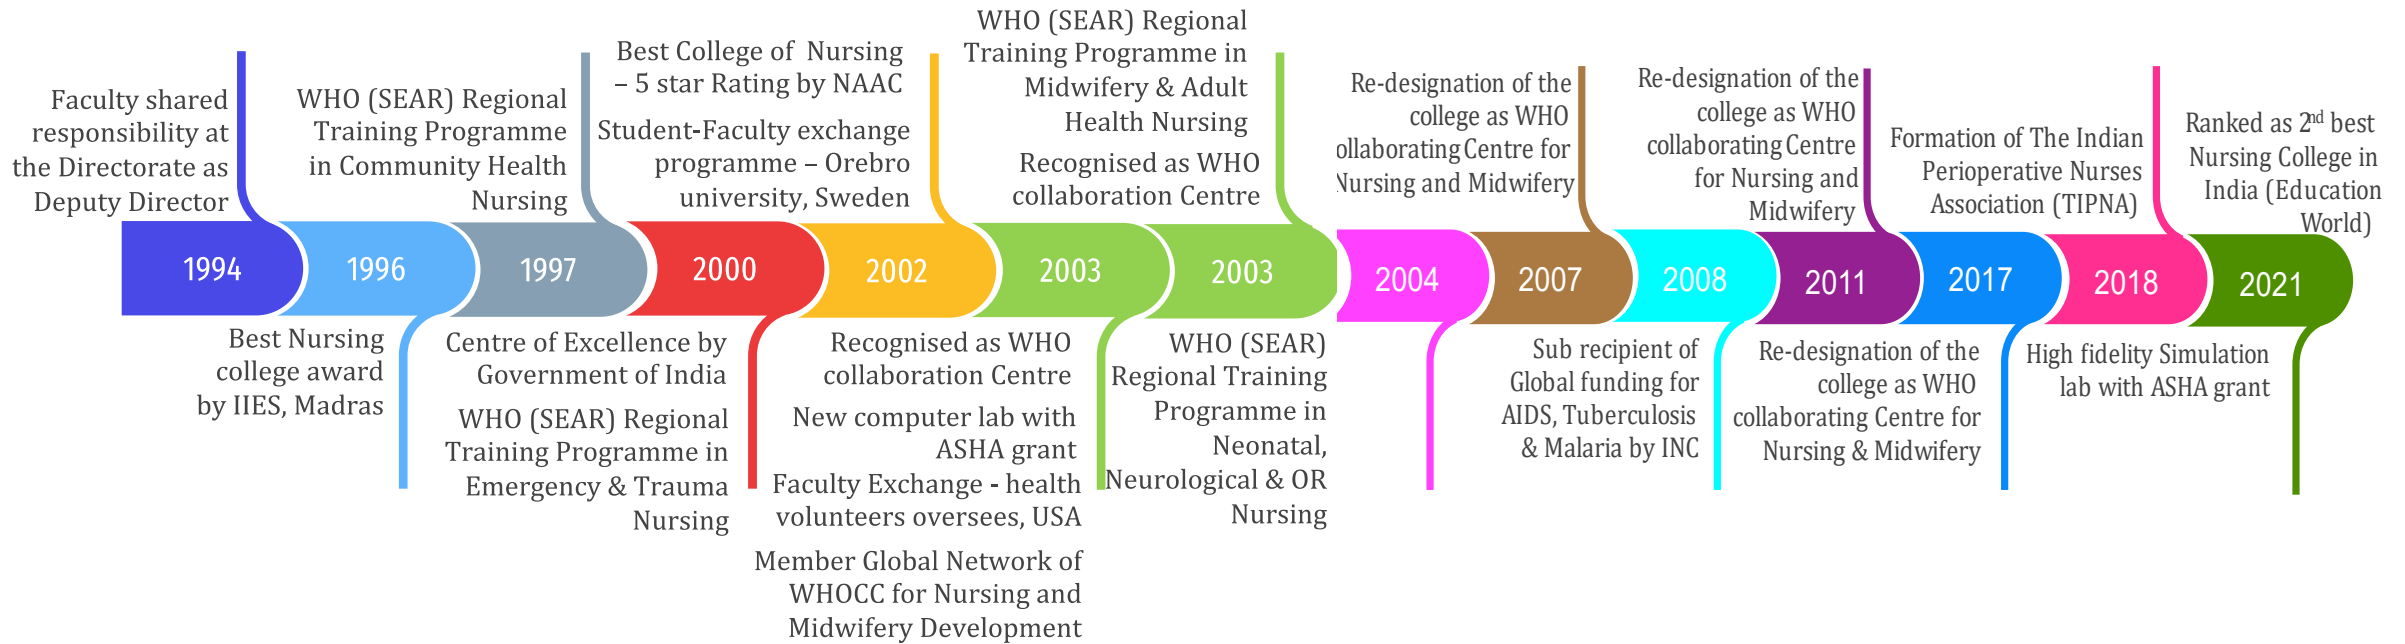 Faculty shared
responsibility at
the Directorate as
Deputy Director
1994
1996
Best Nursing
college award
by IIES, Madras
WHO (SEAR) Regional
Training Programme
in Community Health
Nursing
1997
2000
Centre of Excellence by
Government of India
WHO (SEAR) Regional
Training Programme in
Emergency & Trauma
Nursing
Best College of Nursing
– 5 star Rating by NAAC
Student-Faculty exchange
programme – Orebro
university, Sweden
2002
2003
Recognised as WHO
collaboration Centre
New computer lab with
ASHA grant
Faculty Exchange - health
volunteers oversees, USA
Member Global Network of
WHOCC for Nursing and
Midwifery Development
WHO (SEAR) Regional
Training Programme in
Midwifery & Adult
Health Nursing
Recognised as WHO
collaboration Centre
2003
2004
WHO (SEAR)
Regional Training
Programme in
Neonatal,
Neurological & OR
Nursing
Re-designation of the
college as WHO
ollaborating Centre for
Nursing and Midwifery
2007
2008
Sub recipient of
Global funding for
AIDS, Tuberculosis
& Malaria by INC
Re-designation of the
college as WHO
collaborating Centre
for Nursing and
Midwifery
2011
2017
Re-designation of the
college as WHO
collaborating Centre for
Nursing & Midwifery
Formation of The Indian
Perioperative Nurses
Association (TIPNA)
2018
2021
High fidelity Simulation
lab with ASHA grant
Ranked as 2nd best
Nursing College in
India (Education
World)